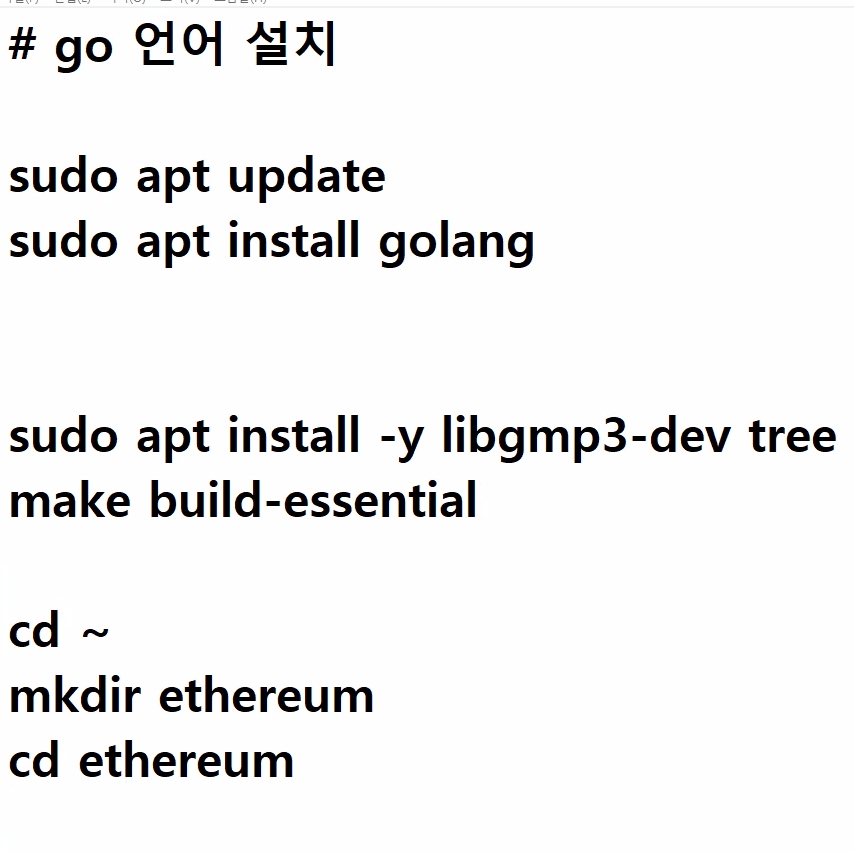 # go 언어 설치
sudo apt update
sudo apt install golang
sudo apt install -y libgmp3-dev tree
make build-essential
cd ~
mkdir ethereum
cd ethereum